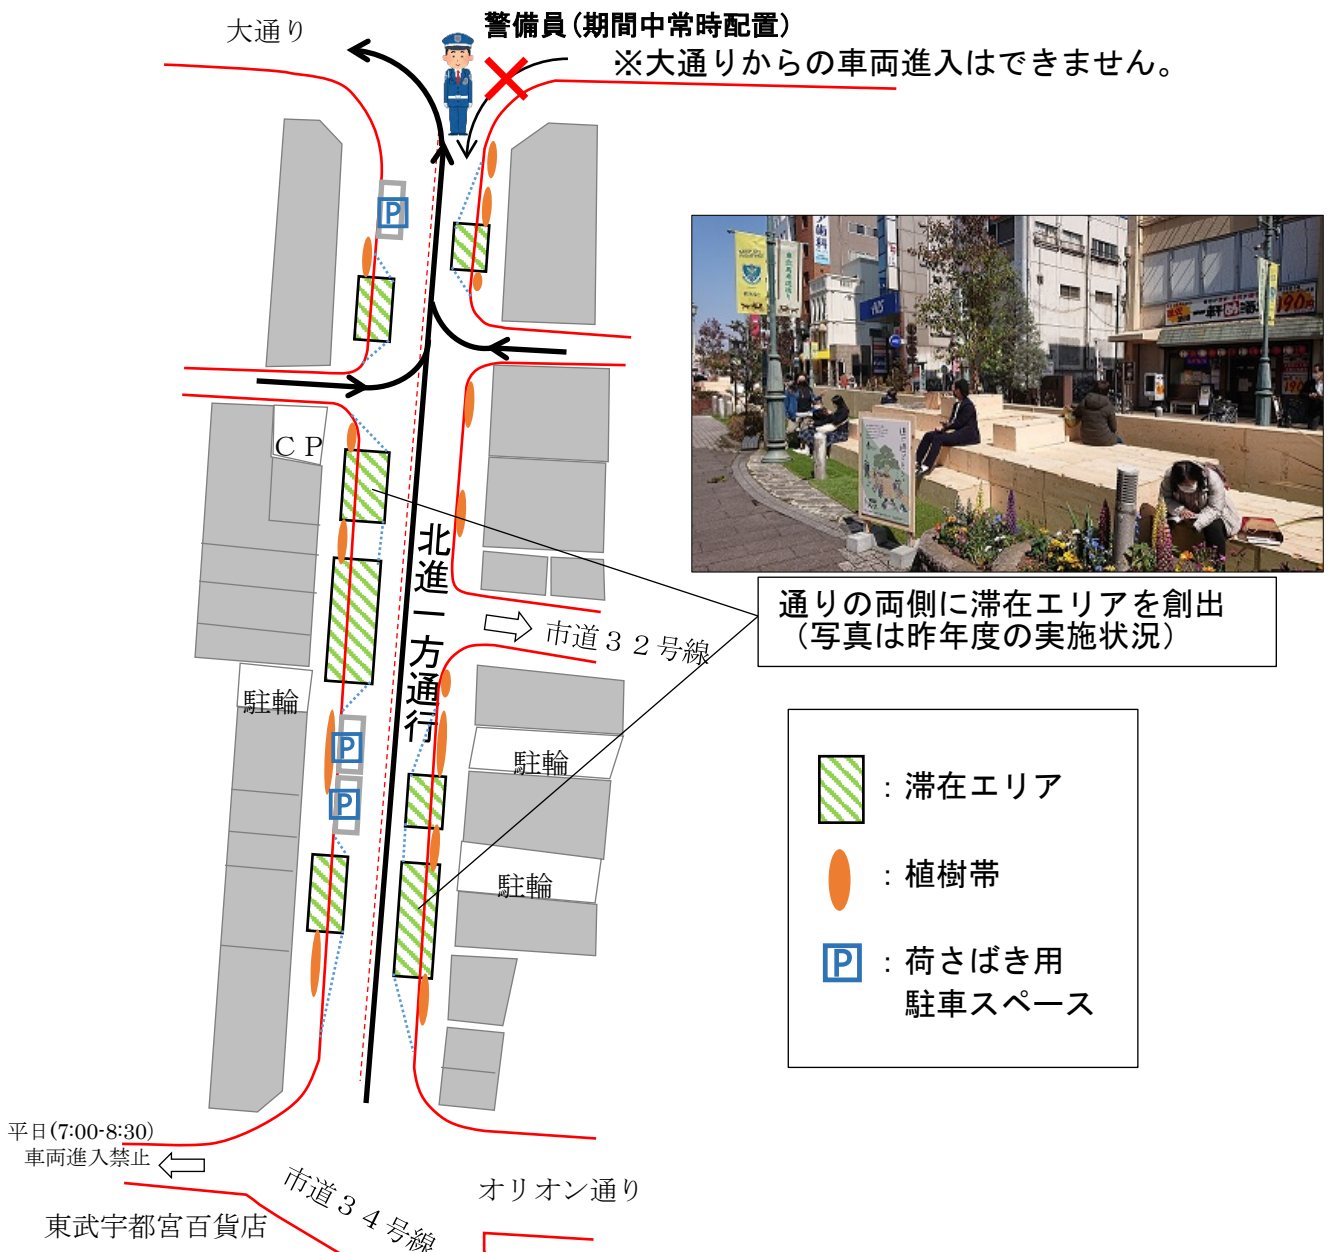 大通り
警備員(期間中常時配置)
※大通りからの車両進入はできません。
P
ＣＰ
北進一方通行
市道３２号線
通りの両側に滞在エリアを創出
（写真は昨年度の実施状況）
駐輪
P
P
駐輪
駐輪
：滞在エリア
：植樹帯
P：荷さばき用
駐車スペース
平日(7:00-8:30)
車両進入禁止
市道３４号線
オリオン通り
東武宇都宮百貨店
歯科
190